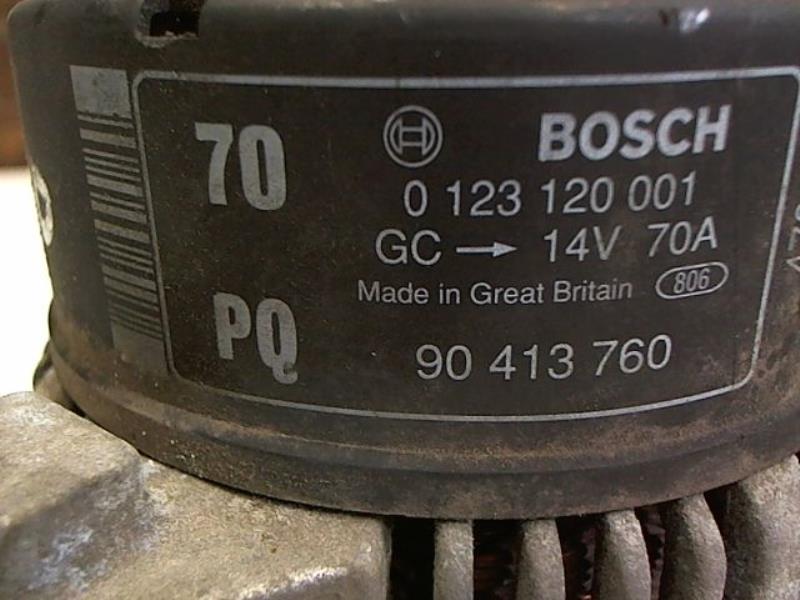 70
BOSCH
0 123 120 001
GC → 14V 70A
Made in Great Britain 806
PQ
90 413 760